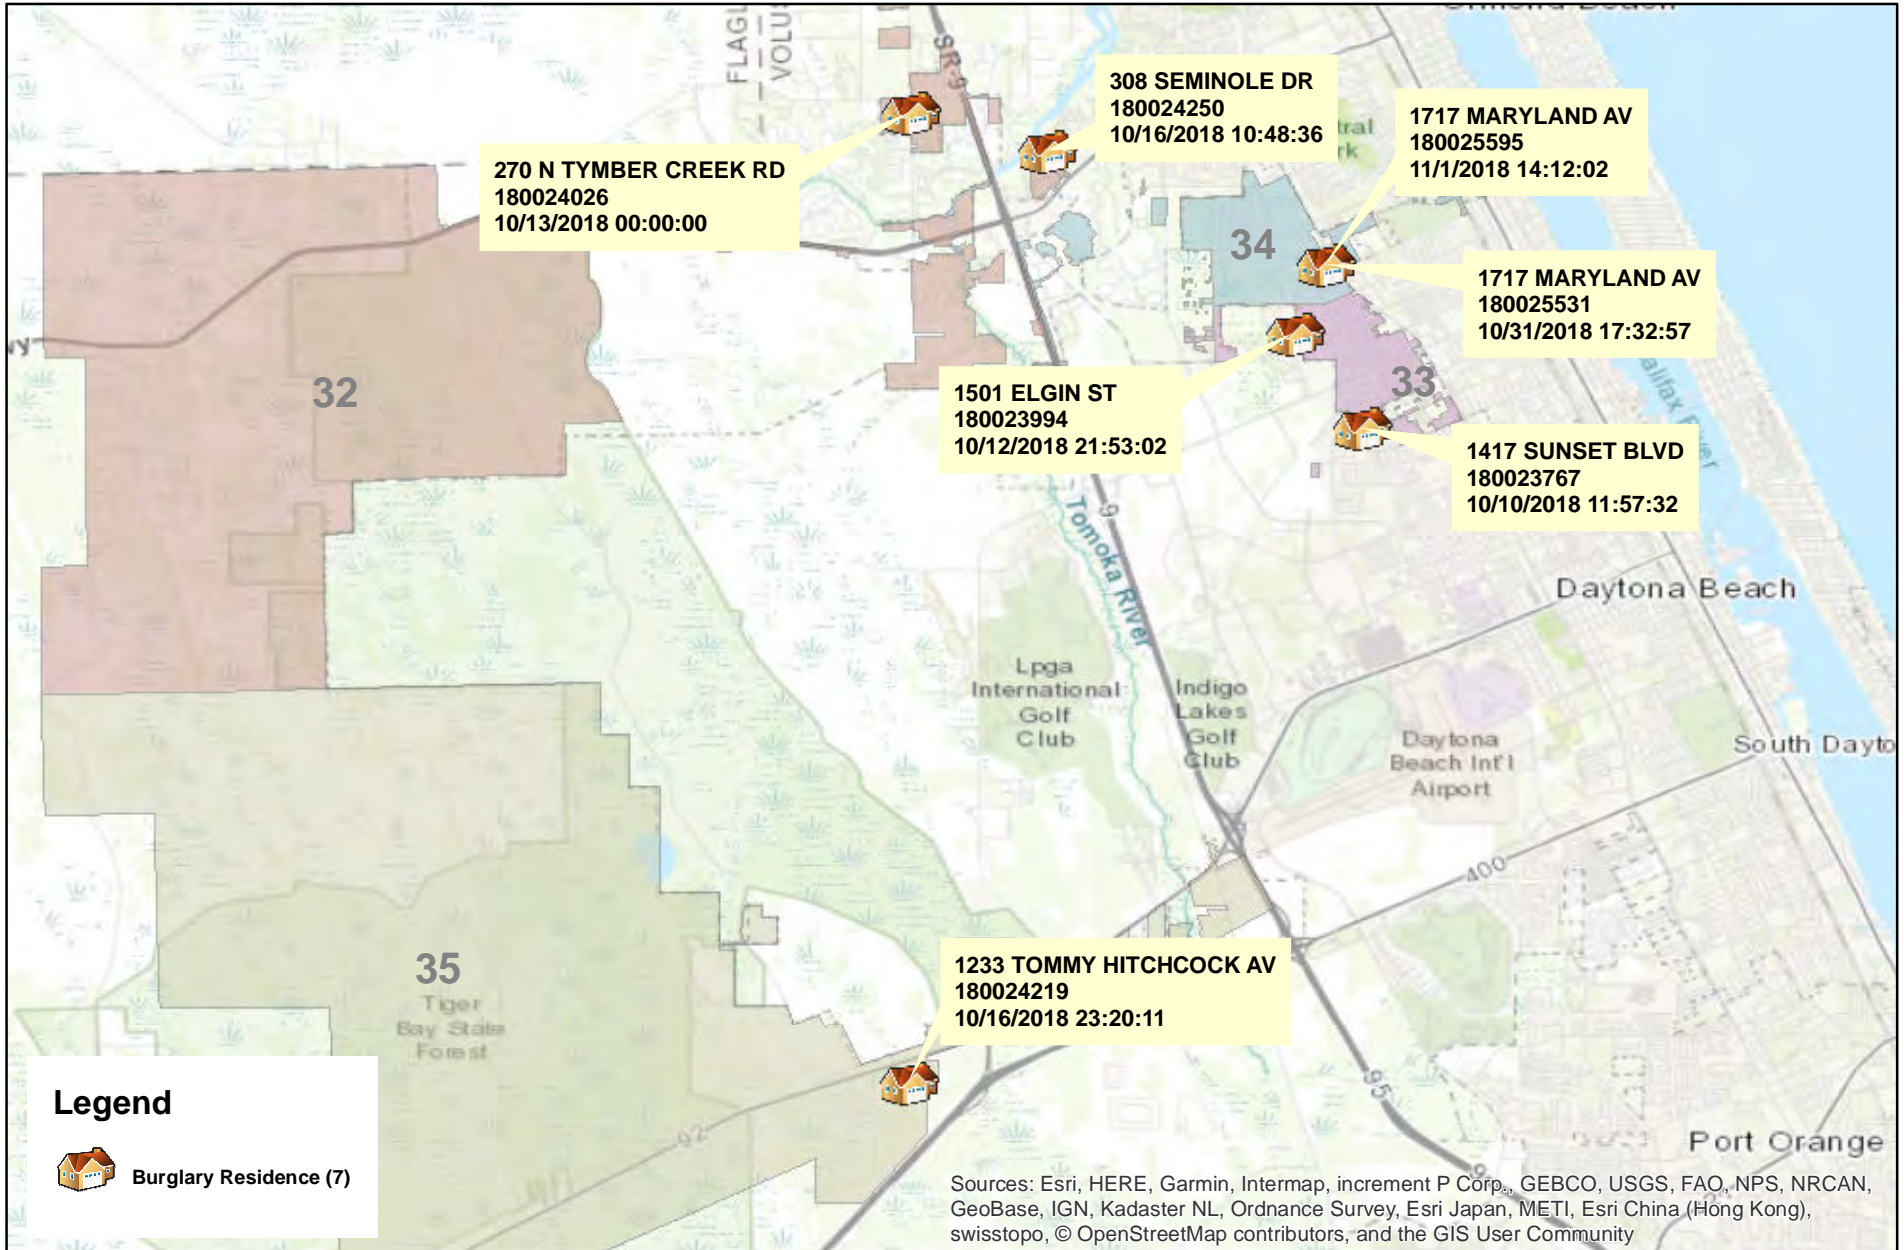 FLAGL
VOLUS
SR 9
308 SEMINOLE DR
180024250
10/16/2018 10:48:36
1717 MARYLAND AV
180025595
11/1/2018 14:12:02
270 N TYMBER CREEK RD
180024026
10/13/2018 00:00:00
34
1717 MARYLAND AV
180025531
10/31/2018 17:32:57
32
33
1501 ELGIN ST
180023994
10/12/2018 21:53:02
1417 SUNSET BLVD
180023767
10/10/2018 11:57:32
9
Tomoka River
alifax River
Daytona Beach
Lpga
International
Golf
Club
Indigo
Lakes
Golf
Club
Daytona
Beach Int'l
Airport
South Dayto
400
35
Tiger
Bay State
Forest
1233 TOMMY HITCHCOCK AV
180024219
10/16/2018 23:20:11
95
92
Port Orange
Legend
Burglary Residence (7)
Sources: Esri, HERE, Garmin, Intermap, increment P Corp., GEBCO, USGS, FAO, NPS, NRCAN,
GeoBase, IGN, Kadaster NL, Ordnance Survey, Esri Japan, METI, Esri China (Hong Kong),
swisstopo, © OpenStreetMap contributors, and the GIS User Community